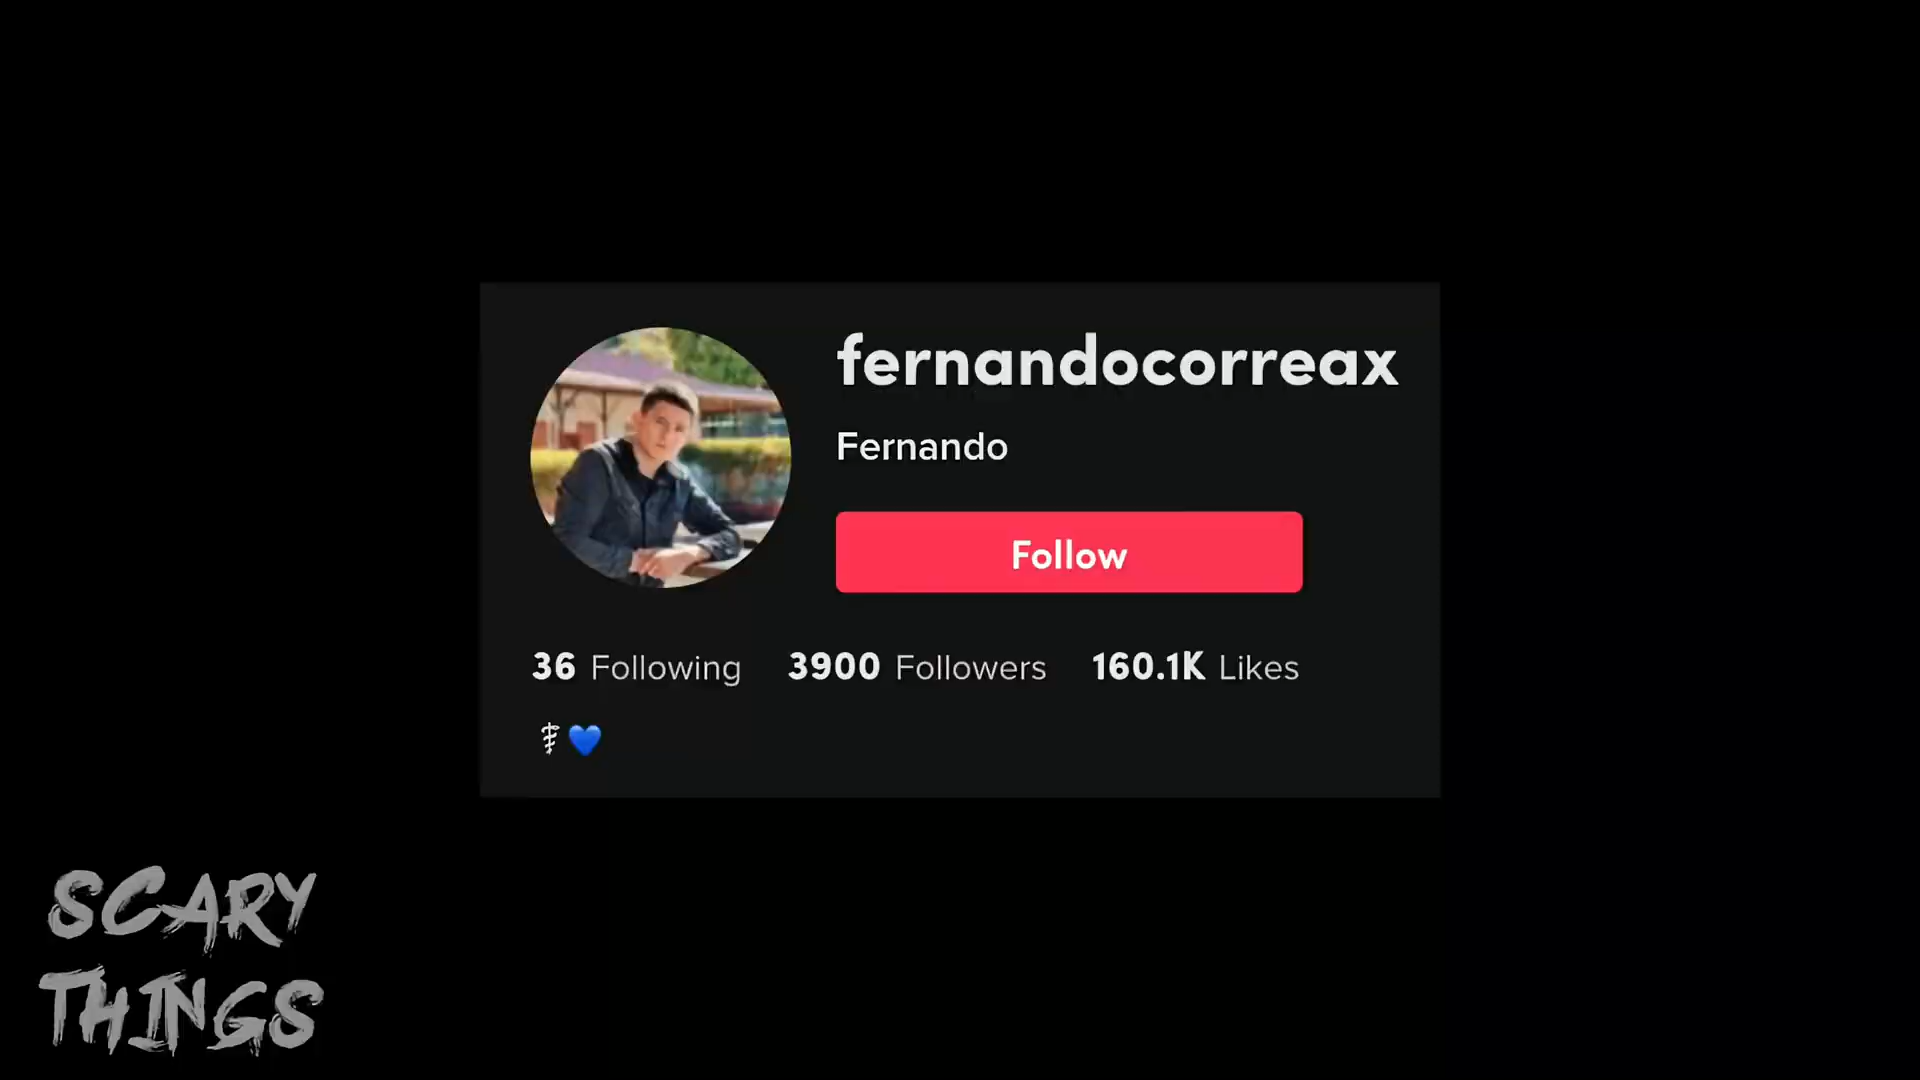 fernandocorreax
Fernando
Follow
36 Following 3900 Followers 160.1K Likes
⚕💙
SCARY
THINGS